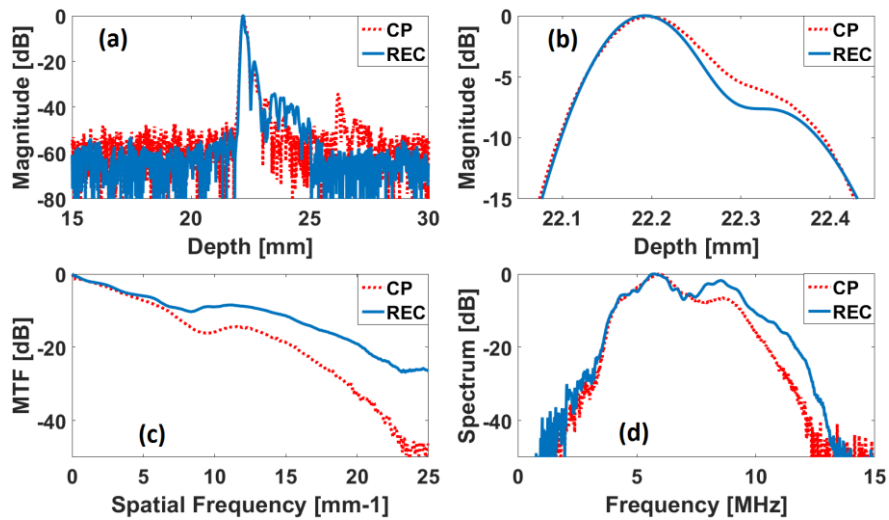 (a)
CP
REC
Magnitude [dB]
0
-20
-40
-60
-80
15 20 25 30
Depth [mm]
(b)
CP
REC
Magnitude [dB]
0
-5
-10
-15
22.1 22.2 22.3 22.4
Depth [mm]
(c)
CP
REC
MTF [dB]
0
-20
-40
0 5 10 15 20 25
Spatial Frequency [mm-1]
(d)
CP
REC
Spectrum [dB]
0
-20
-40
0 5 10 15
Frequency [MHz]